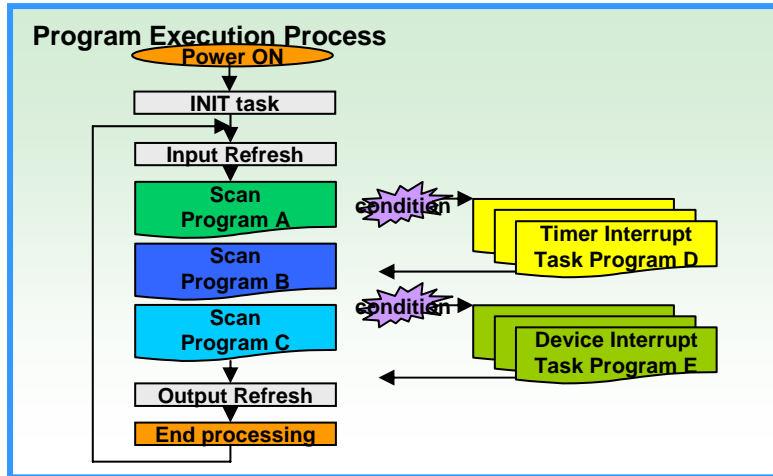 Program Execution Process
Power ON
INIT task
Input Refresh
Scan
Program A
condition
Timer Interrupt
Task Program D
Scan
Program B
condition
Scan
Program C
Device Interrupt
Task Program E
Output Refresh
End processing